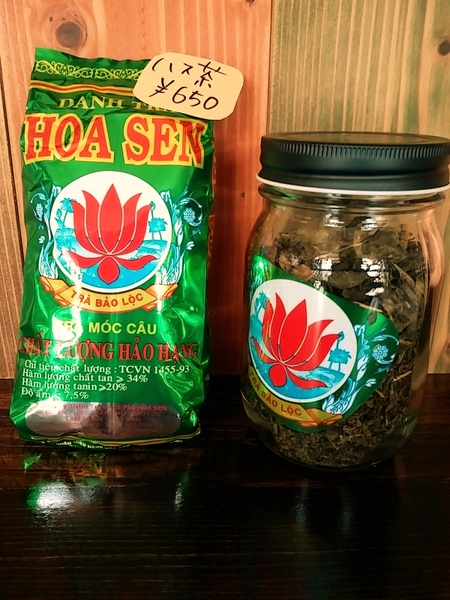 ハス茶
¥650
DANH TRÀ
HOA SEN
TRÀ BẢO LỘC
MÓC CÂU
CHẤT LƯỢNG HẢO HẠNG
Chỉ tiêu chất lượng : TCVN 1455-93
Hàm lượng chất tan ≥ 34%
Hàm lượng tanin≥20%
Độ ẩm ≤ 7,5%
TRÀ BẢO LỘC